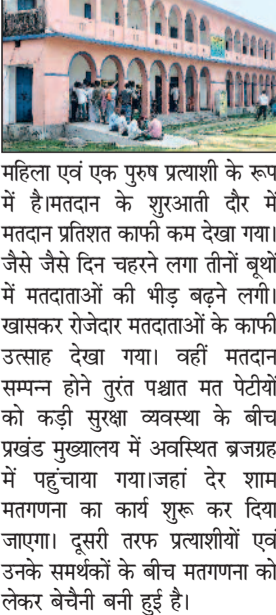 महिला एवं एक पुरुष प्रत्याशी के रूप
में है।मतदान के शुरआती दौर में
मतदान प्रतिशत काफी कम देखा गया।
जैसे जैसे दिन चहरने लगा तीनों बूथों
में मतदाताओं की भीड़ बढ़ने लगी।
खासकर रोजेदार मतदाताओं के काफी
उत्साह देखा गया। वहीं मतदान
सम्पन्न होने तुरंत पश्चात मत पेटीयों
को कड़ी सुरक्षा व्यवस्था के बीच
प्रखंड मुख्यालय में अवस्थित ब्रजग्रह
में पहुंचाया गया।जहां देर शाम
मतगणना का कार्य शुरू कर दिया
जाएगा। दूसरी तरफ प्रत्याशीयों एवं
उनके समर्थकों के बीच मतगणना को
लेकर बेचैनी बनी हुई है।